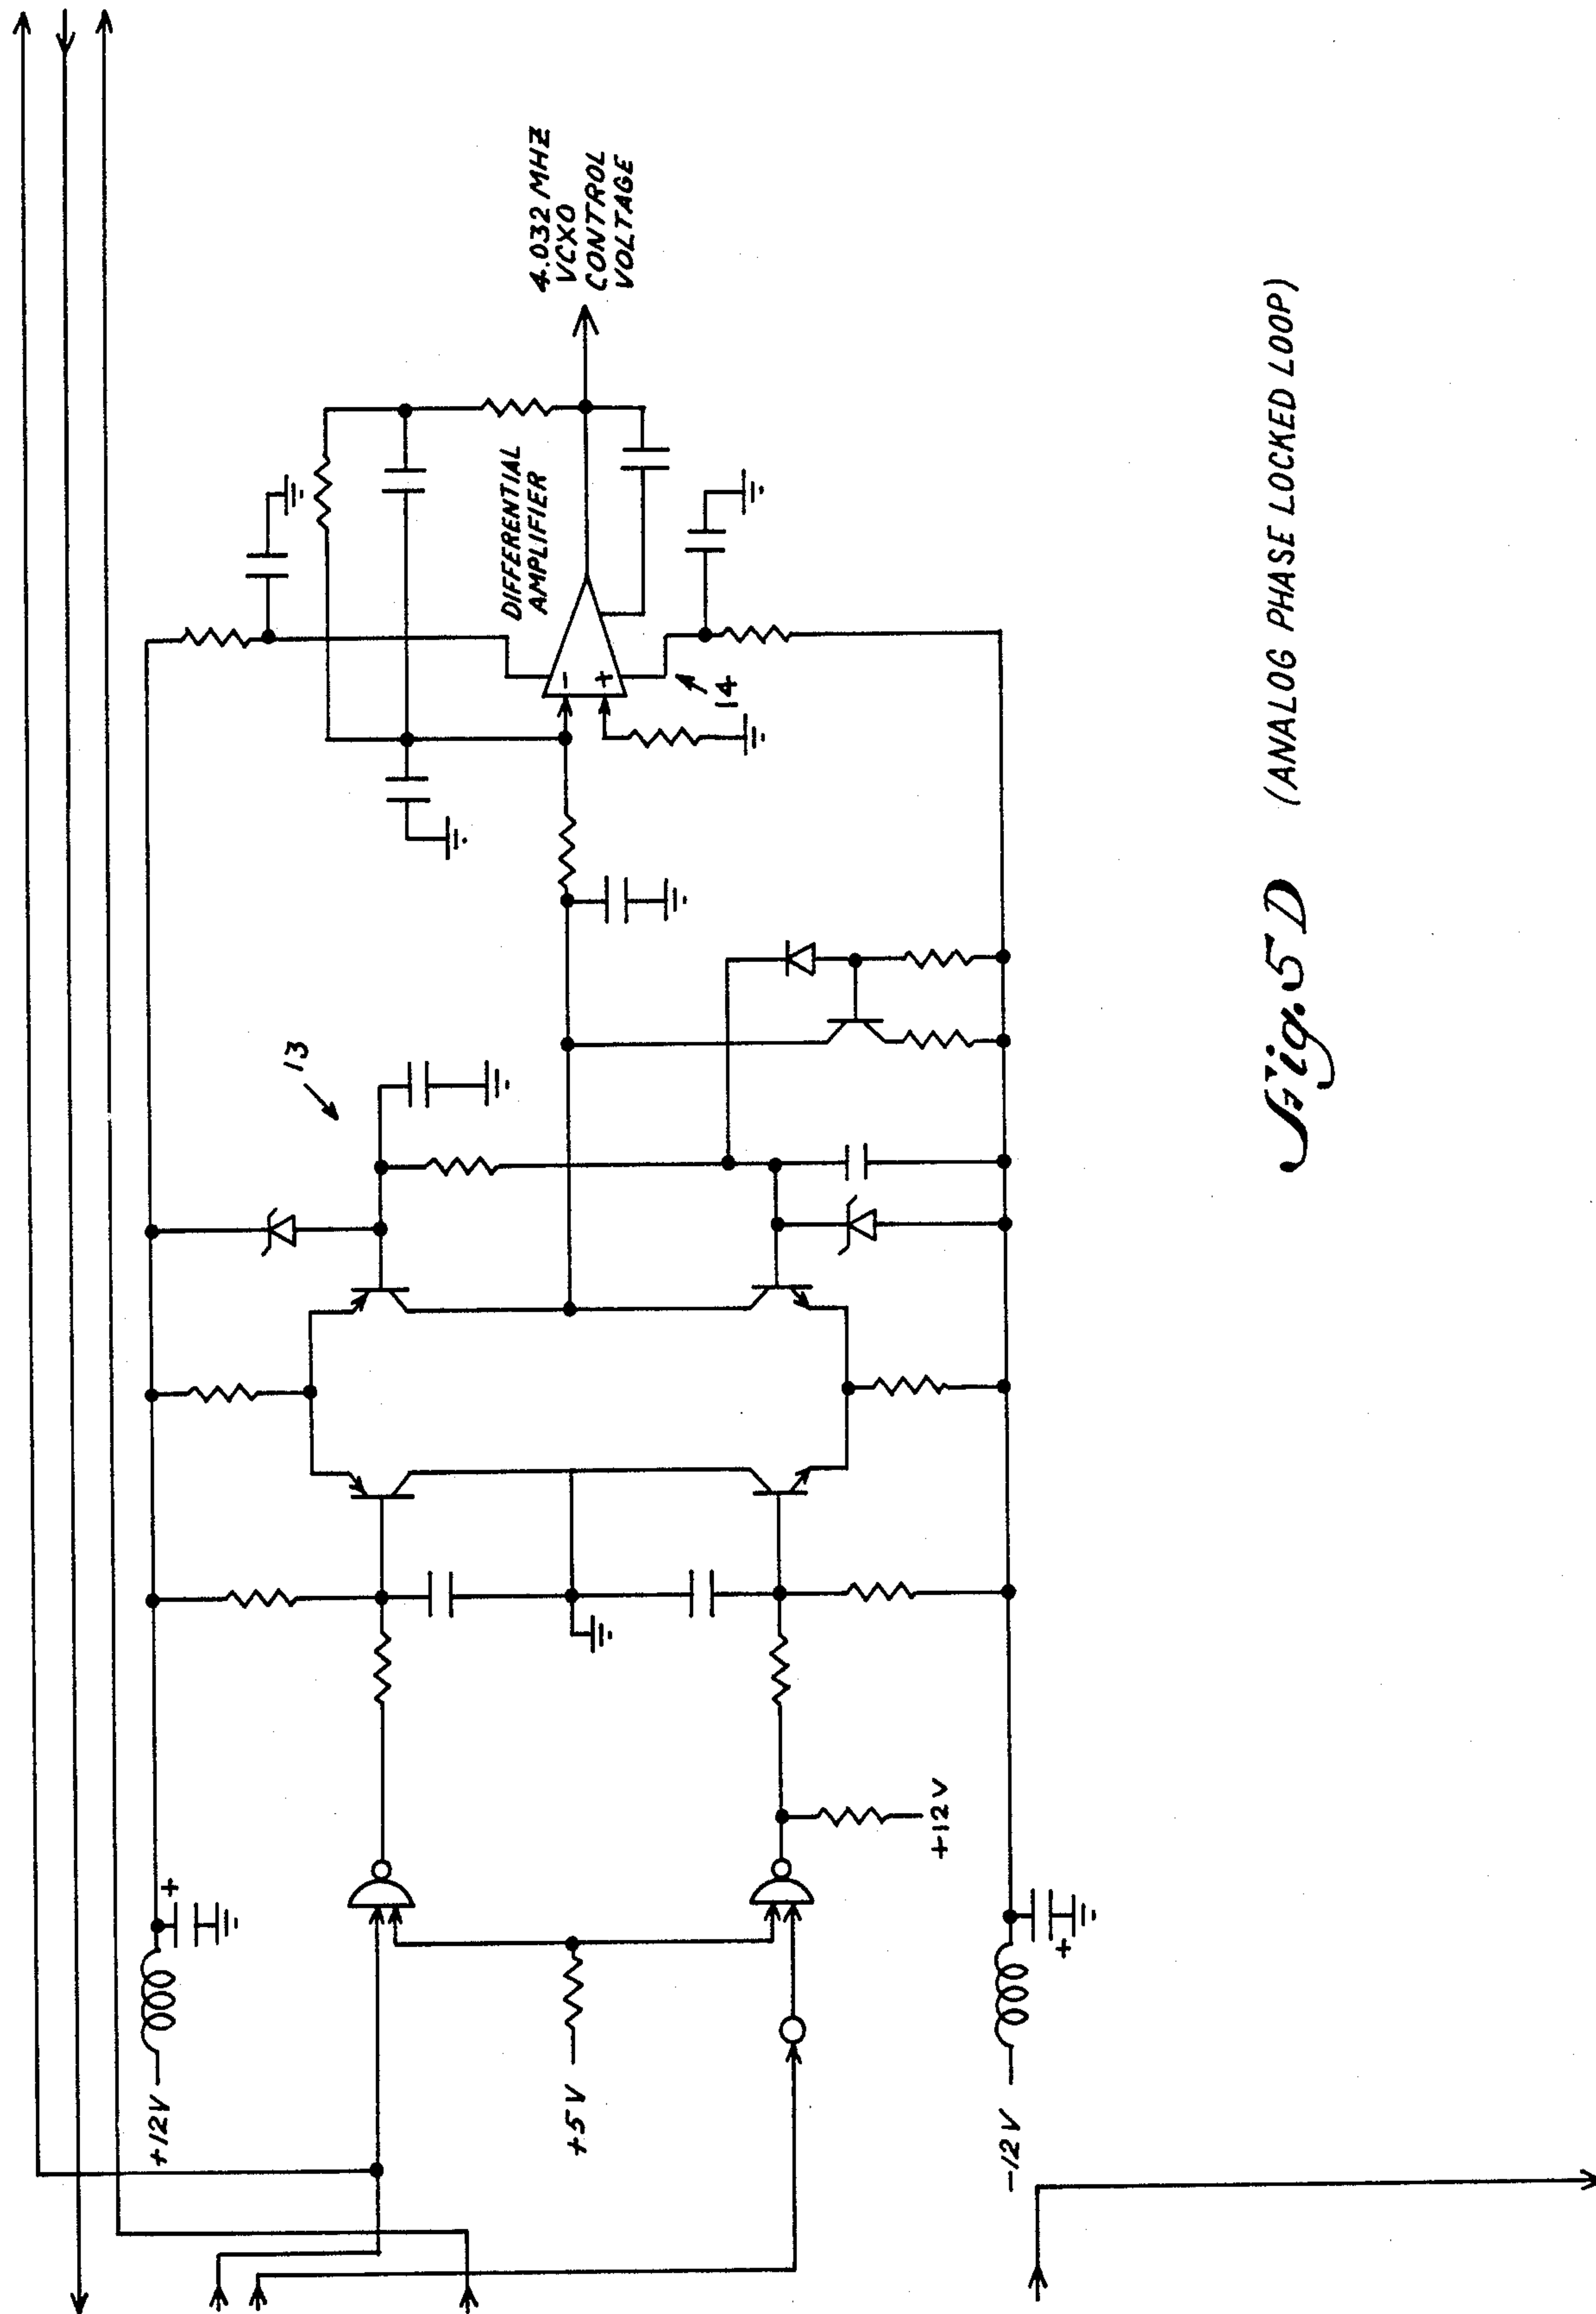 +12V
+
+5V
+12V
-12V
+
13
DIFFERENTIAL
AMPLIFIER
-
+
14
4.032 MHZ
VCXO
CONTROL
VOLTAGE
Fig. 5D (ANALOG PHASE LOCKED LOOP)